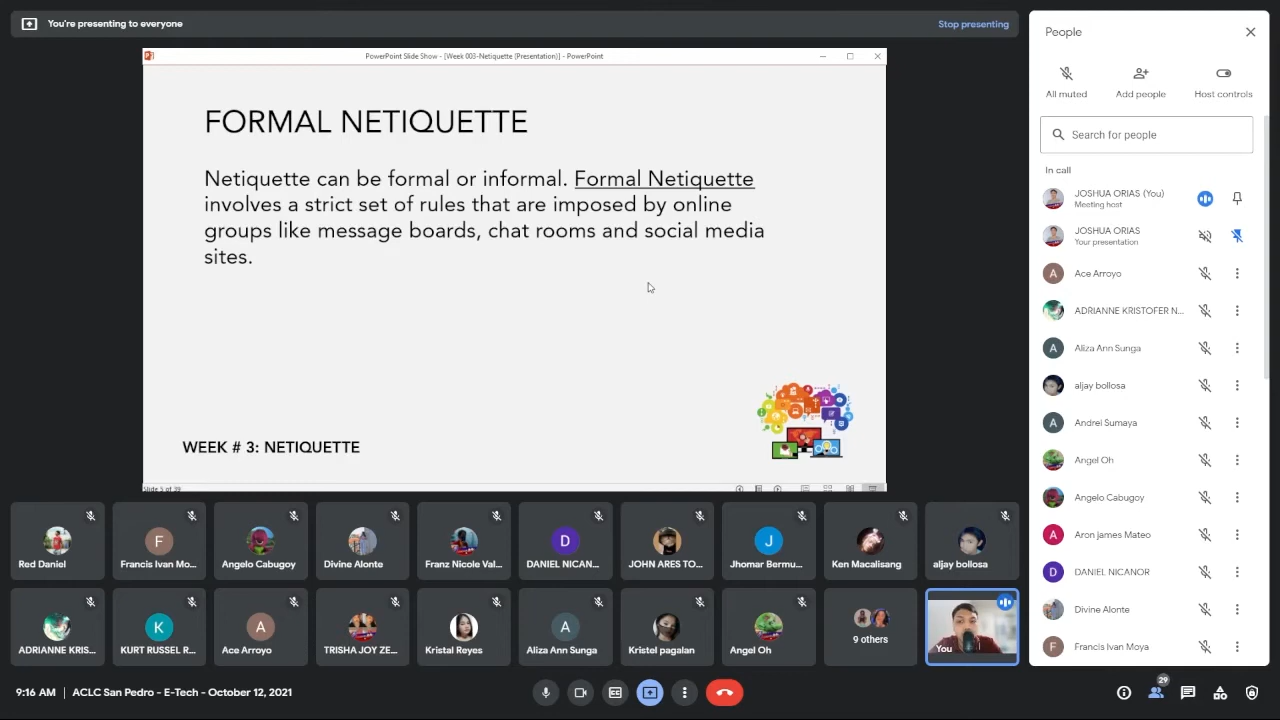 You're presenting to everyone
Stop presenting
PowerPoint Slide Show - [Week 003-Netiquette (Presentation)] - PowerPoint
FORMAL NETIQUETTE
Netiquette can be formal or informal. Formal Netiquette
involves a strict set of rules that are imposed by online
groups like message boards, chat rooms and social media
sites.
WEEK # 3: NETIQUETTE
Slide 5 of 39
Red Daniel
Francis Ivan Mo...
Angelo Cabugoy
Divine Alonte
Franz Nicole Val...
DANIEL NICAN...
JOHN ARES TO...
Jhomar Bermu...
Ken Macalisang
aljay bollosa
ADRIANNE KRIS...
KURT RUSSEL R...
Ace Arroyo
TRISHA JOY ZE...
Kristal Reyes
Aliza Ann Sunga
Kristel pagalan
Angel Oh
9 others
You
F
D
J
K
A
A
9:16 AM | ACLC San Pedro - E-Tech - October 12, 2021
29
People
All muted
Add people
Host controls
Search for people
In call
JOSHUA ORIAS (You)
Meeting host
JOSHUA ORIAS
Your presentation
A Ace Arroyo
ADRIANNE KRISTOFER N...
A Aliza Ann Sunga
aljay bollosa
A Andrei Sumaya
Angel Oh
Angelo Cabugoy
A Aron james Mateo
D DANIEL NICANOR
Divine Alonte
F Francis Ivan Moya